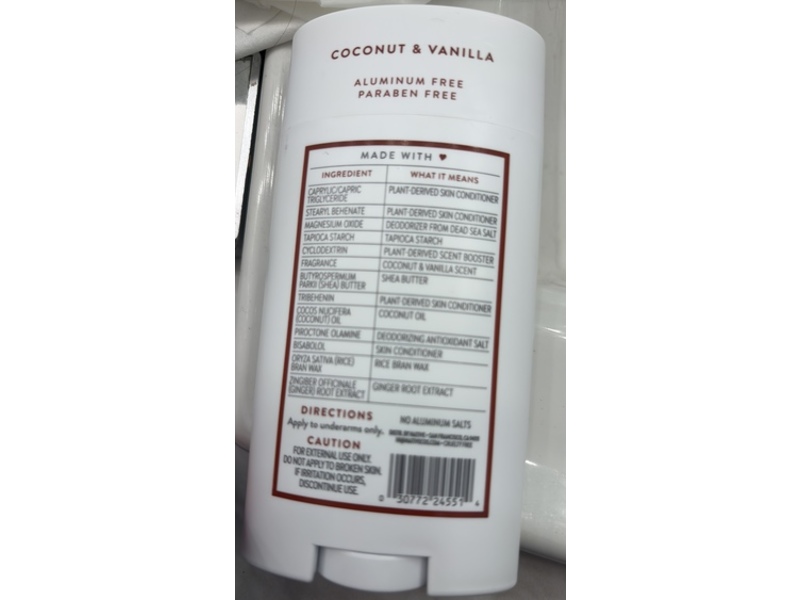 COCONUT & VANILLA
ALUMINUM FREE
PARABEN FREE
MADE WITH ♥
INGREDIENT WHAT IT MEANS
CAPRYLIC/CAPRIC PLANT-DERIVED SKIN CONDITIONER
TRIGLYCERIDE
STEARYL BEHENATE PLANT-DERIVED SKIN CONDITIONER
MAGNESIUM OXIDE DEODORIZER FROM DEAD SEA SALT
TAPIOCA STARCH TAPIOCA STARCH
CYCLODEXTRIN PLANT-DERIVED SCENT BOOSTER
FRAGRANCE COCONUT & VANILLA SCENT
BUTYROSPERMUM SHEA BUTTER
PARKII (SHEA) BUTTER
TRIBEHENIN PLANT-DERIVED SKIN CONDITIONER
COCOS NUCIFERA COCONUT OIL
(COCONUT) OIL
PIROCTONE OLAMINE DEODORIZING ANTIOXIDANT SALT
BISABOLOL SKIN CONDITIONER
ORYZA SATIVA (RICE) RICE BRAN WAX
BRAN WAX
ZINGIBER OFFICINALE GINGER ROOT EXTRACT
(GINGER) ROOT EXTRACT
DIRECTIONS
Apply to underarms only.
CAUTION
FOR EXTERNAL USE ONLY.
DO NOT APPLY TO BROKEN SKIN.
IF IRRITATION OCCURS,
DISCONTINUE USE.
NO ALUMINUM SALTS
0 30772 24551 4